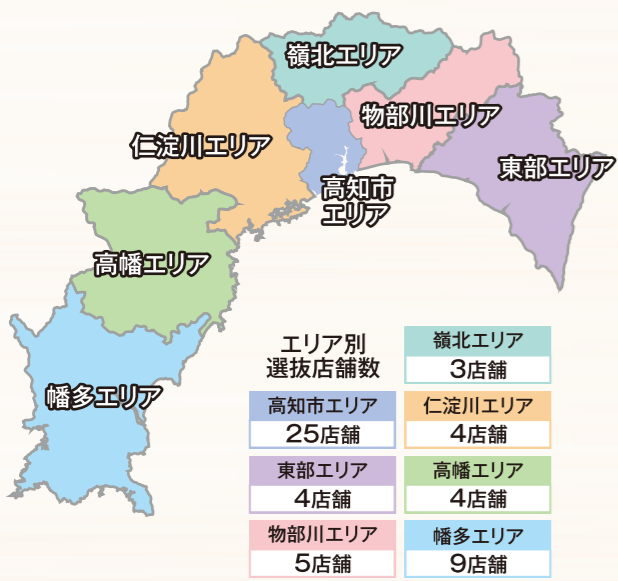 嶺北エリア
物部川エリア
仁淀川エリア
東部エリア
高知市
エリア
高幡エリア
幡多エリア
エリア別
選抜店舗数
嶺北エリア
3店舗
高知市エリア
25店舗
仁淀川エリア
4店舗
東部エリア
4店舗
高幡エリア
4店舗
物部川エリア
5店舗
幡多エリア
9店舗